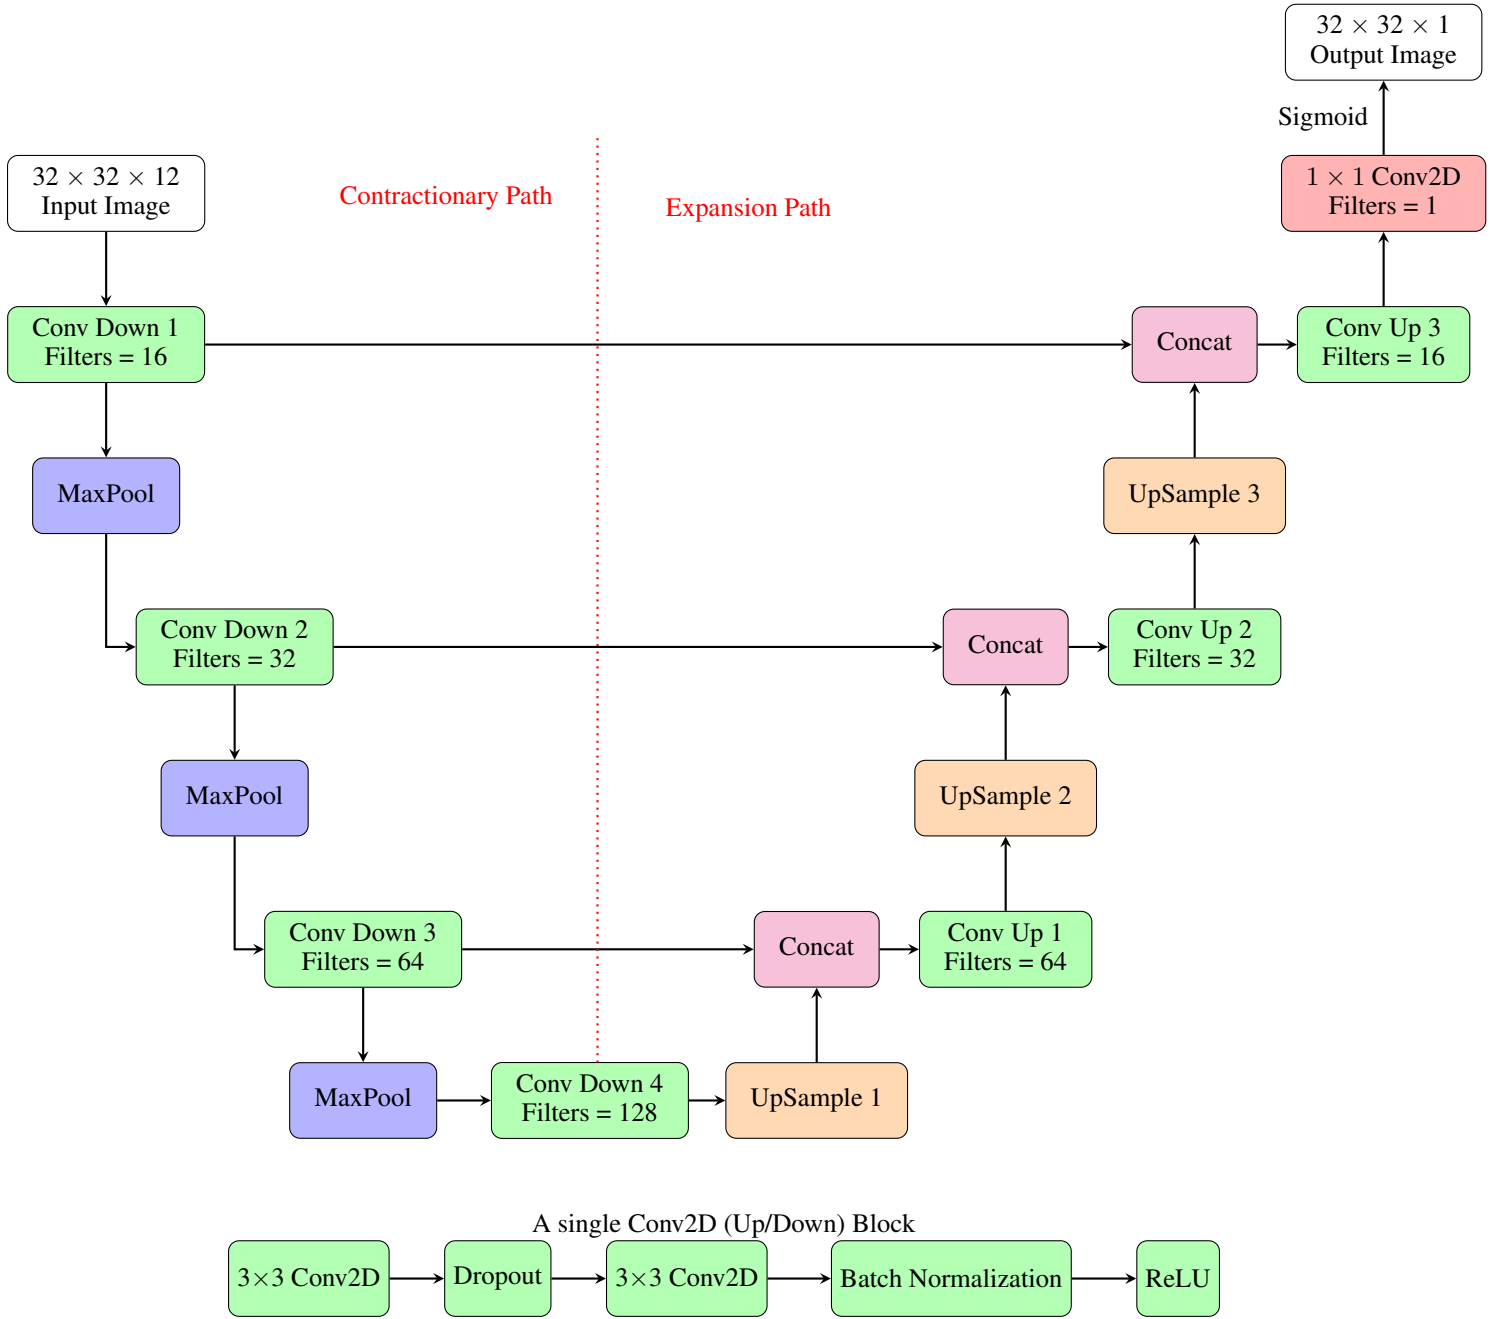 32 × 32 × 1
Output Image
Sigmoid
32 × 32 × 12
Input Image
Contractionary Path
Expansion Path
1 × 1 Conv2D
Filters = 1
Conv Down 1
Filters = 16
Concat
Conv Up 3
Filters = 16
MaxPool
UpSample 3
Conv Down 2
Filters = 32
Concat
Conv Up 2
Filters = 32
MaxPool
UpSample 2
Conv Down 3
Filters = 64
Concat
Conv Up 1
Filters = 64
MaxPool
Conv Down 4
Filters = 128
UpSample 1
A single Conv2D (Up/Down) Block
3×3 Conv2D
Dropout
3×3 Conv2D
Batch Normalization
ReLU